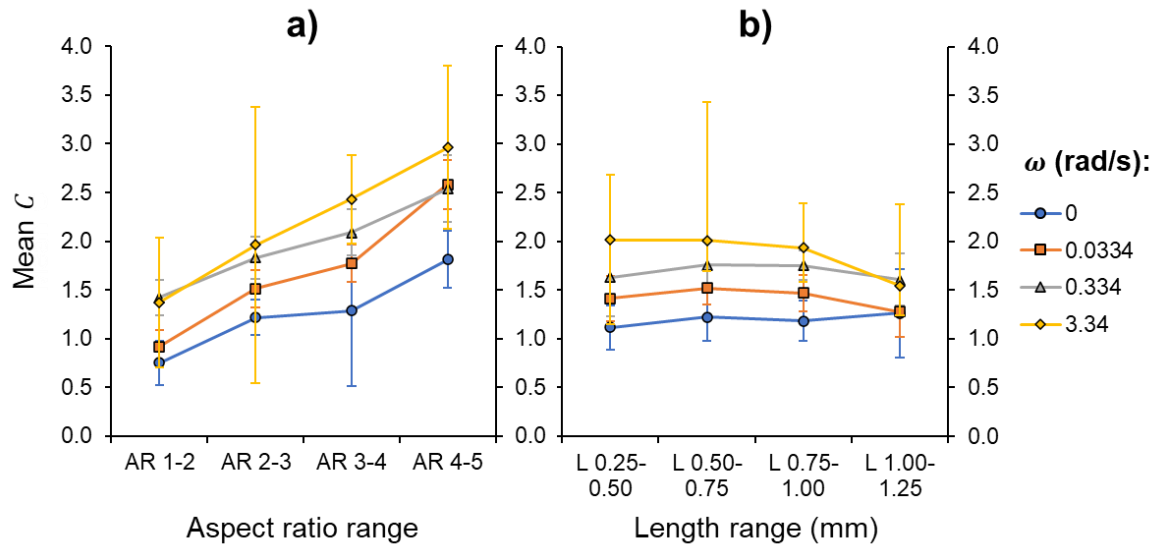 a)
b)
4.0
3.5
3.0
2.5
2.0
1.5
1.0
0.5
0.0
Mean C
AR 1-2
AR 2-3
AR 3-4
AR 4-5
Aspect ratio range
4.0
3.5
3.0
2.5
2.0
1.5
1.0
0.5
0.0
L 0.25-
0.50
L 0.50-
0.75
L 0.75-
1.00
L 1.00-
1.25
Length range (mm)
4.0
3.5
3.0
2.5
2.0
1.5
1.0
0.5
0.0
ω (rad/s):
0
0.0334
0.334
3.34